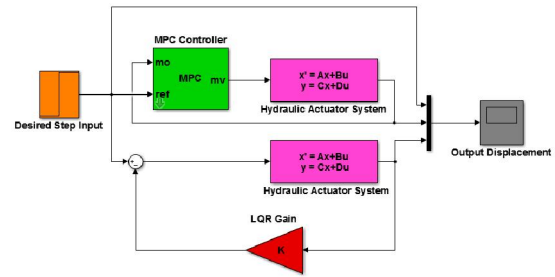 MPC Controller
mo
MPC
mv
ref
x' = Ax+Bu
y = Cx+Du
Hydraulic Actuator System
Desired Step Input
Output Displacement
x' = Ax+Bu
y = Cx+Du
Hydraulic Actuator System
LQR Gain
K